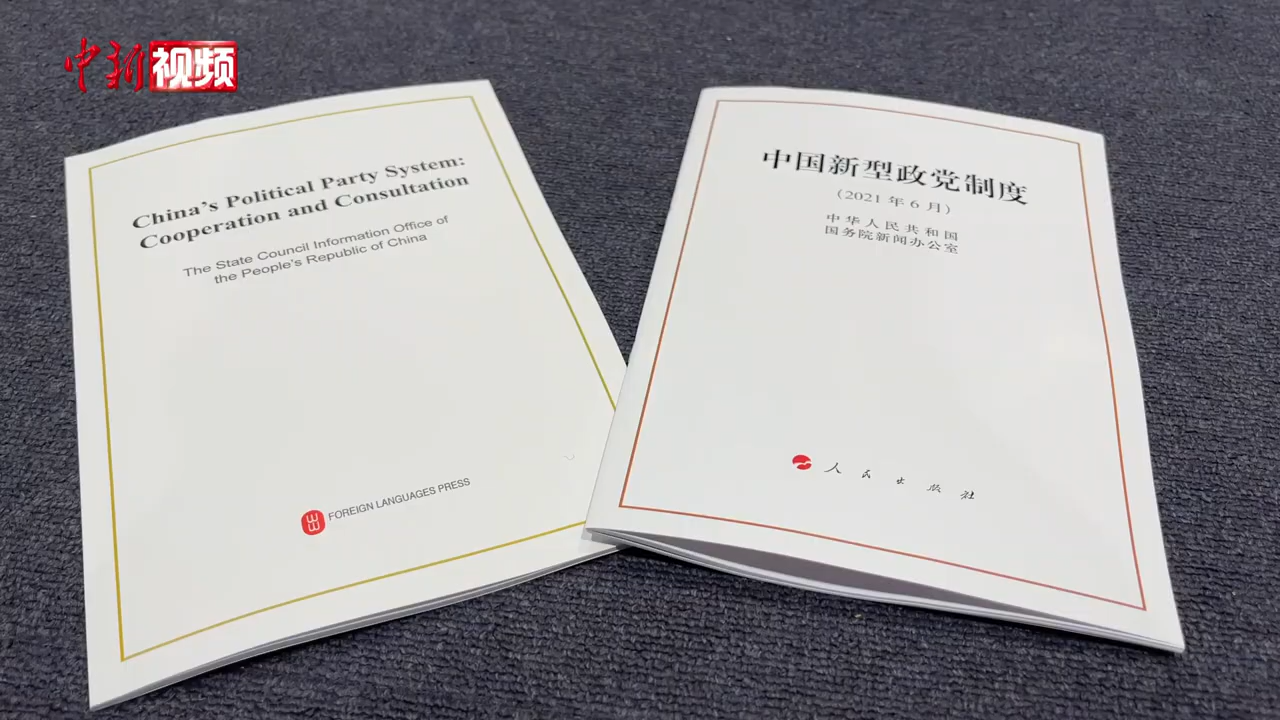 中新视频
China's Political Party System:
Cooperation and Consultation
The State Council Information Office of
the People's Republic of China
FOREIGN LANGUAGES PRESS
中国新型政党制度
(2021年6月)
中华人民共和国
国务院新闻办公室
人民出版社